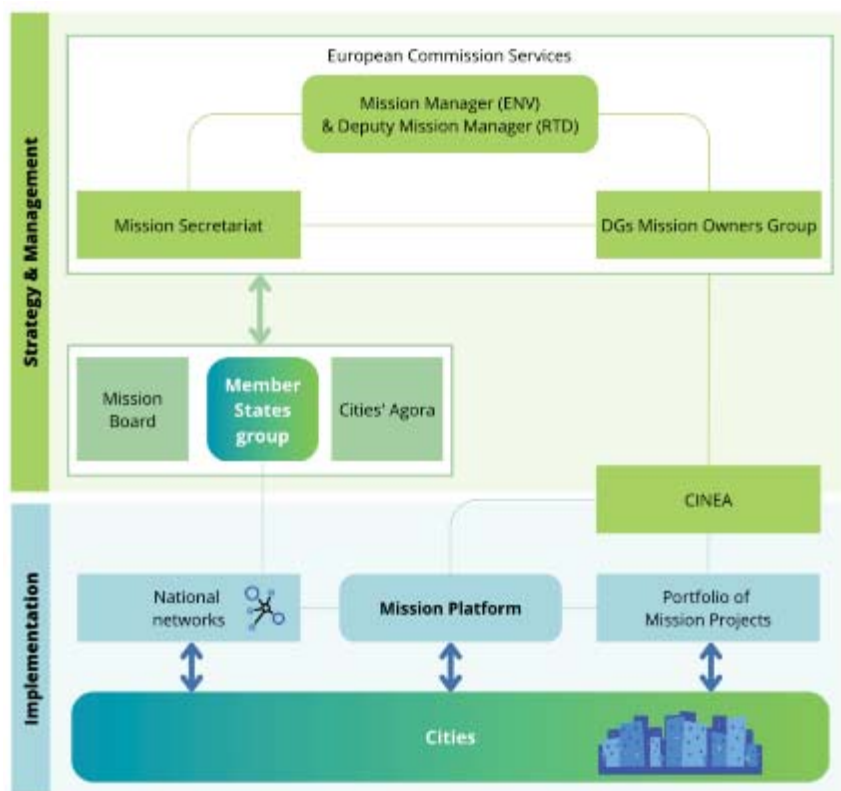 Strategy & Management
European Commission Services
Mission Manager (ENV)
& Deputy Mission Manager (RTD)
Mission Secretariat
DGs Mission Owners Group
Mission
Board
Member
States
group
Cities' Agora
CINEA
Implementation
National
networks
Mission Platform
Portfolio of
Mission Projects
Cities